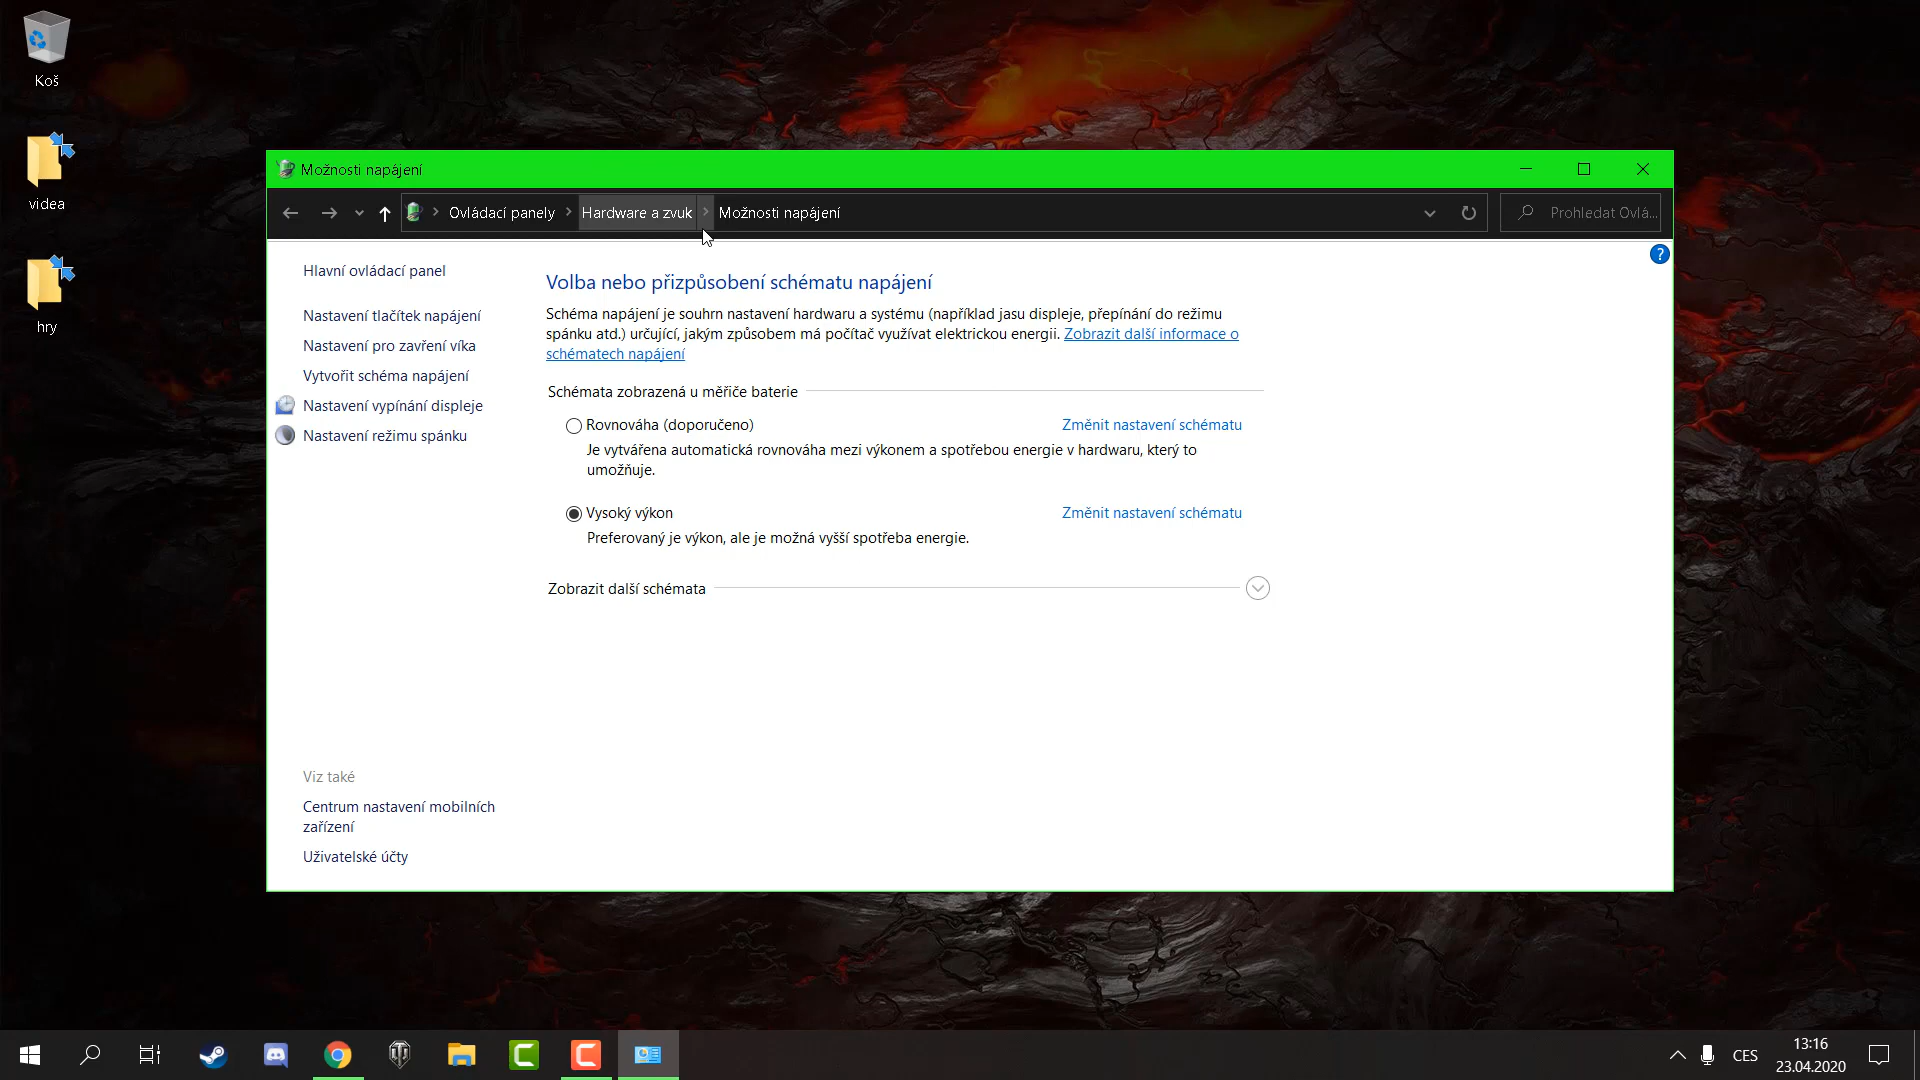 Koš
videa
hry
Možnosti napájení
Ovládací panely
Hardware a zvuk
Možnosti napájení
Prohledat Ovlá...
?
Hlavní ovládací panel
Nastavení tlačítek napájení
Nastavení pro zavření víka
Vytvořit schéma napájení
Nastavení vypínání displeje
Nastavení režimu spánku
Volba nebo přizpůsobení schématu napájení
Schéma napájení je souhrn nastavení hardwaru a systému (například jasu displeje, přepínání do režimu
spánku atd.) určující, jakým způsobem má počítač využívat elektrickou energii. Zobrazit další informace o
schématech napájení
Schémata zobrazená u měřiče baterie
Rovnováha (doporučeno)
Změnit nastavení schématu
Je vytvářena automatická rovnováha mezi výkonem a spotřebou energie v hardwaru, který to
umožňuje.
Vysoký výkon
Změnit nastavení schématu
Preferovaný je výkon, ale je možná vyšší spotřeba energie.
Zobrazit další schémata
Viz také
Centrum nastavení mobilních
zařízení
Uživatelské účty
CES
13:16
23.04.2020